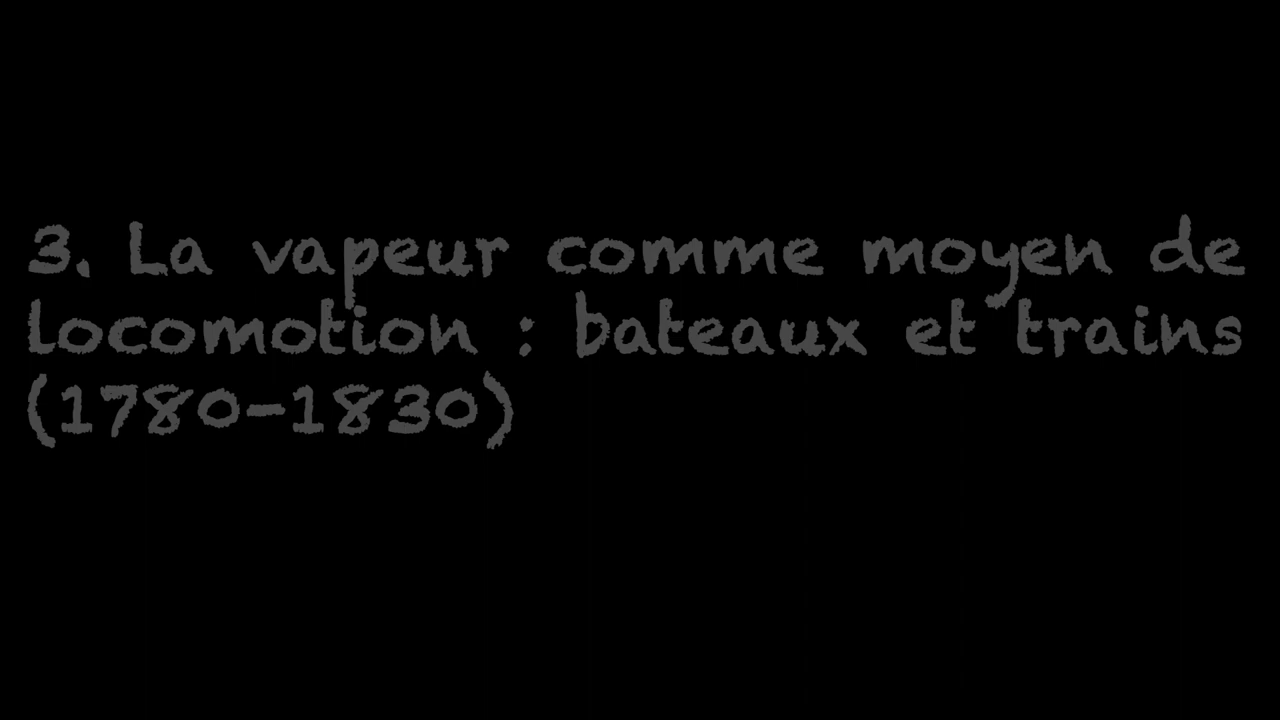 3. La vapeur comme moyen de
locomotion : bateaux et trains
(1780-1830)